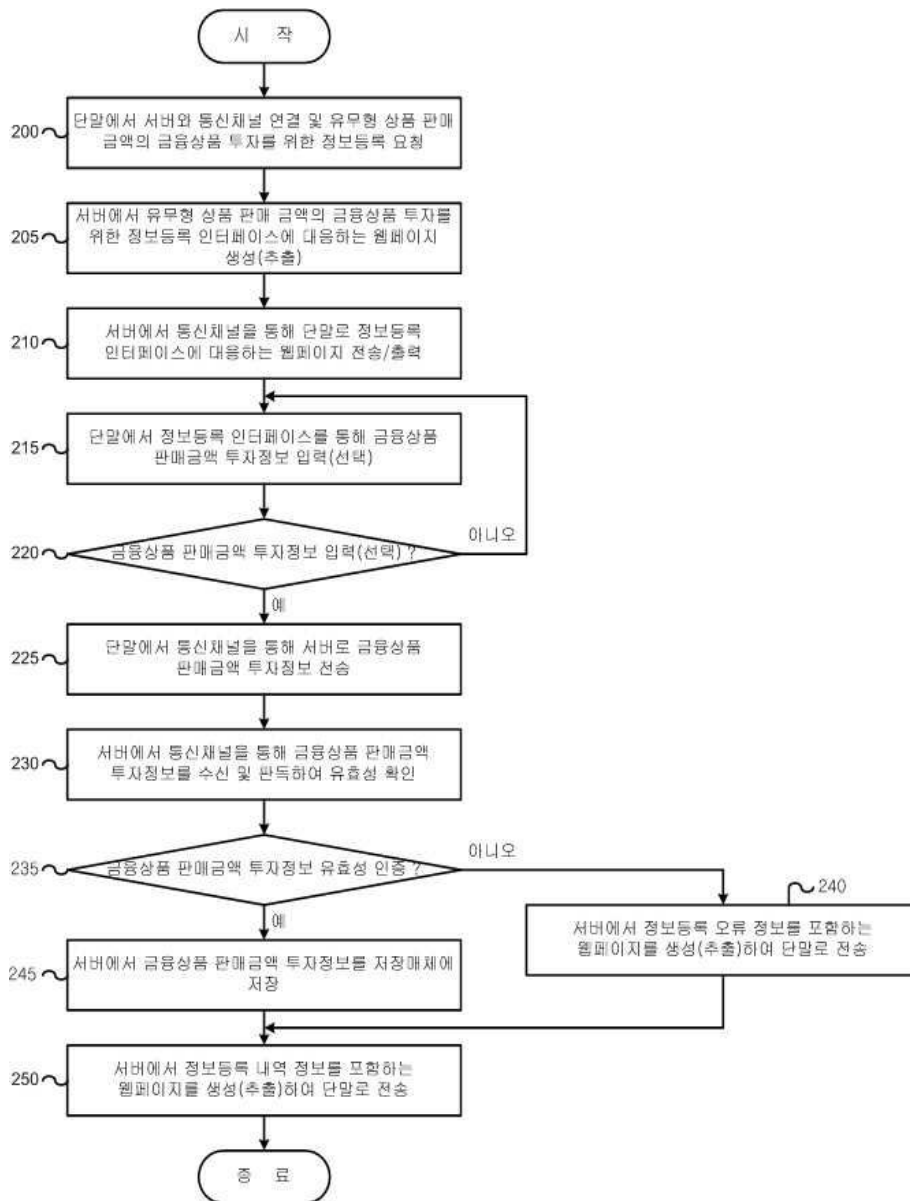 시 작
200
단말에서 서버와 통신채널 연결 및 유무형 상품 판매
금액의 금융상품 투자를 위한 정보등록 요청
205
서버에서 유무형 상품 판매 금액의 금융상품 투자를
위한 정보등록 인터페이스에 대응하는 웹페이지
생성(추출)
210
서버에서 통신채널을 통해 단말로 정보등록
인터페이스에 대응하는 웹페이지 전송/출력
215
단말에서 정보등록 인터페이스를 통해 금융상품
판매금액 투자정보 입력(선택)
220
금융상품 판매금액 투자정보 입력(선택) ?
아니오
예
225
단말에서 통신채널을 통해 서버로 금융상품
판매금액 투자정보 전송
230
서버에서 통신채널을 통해 금융상품 판매금액
투자정보를 수신 및 판독하여 유효성 확인
235
금융상품 판매금액 투자정보 유효성 인증 ?
아니오
예
240
서버에서 정보등록 오류 정보를 포함하는
웹페이지를 생성(추출)하여 단말로 전송
245
서버에서 금융상품 판매금액 투자정보를 저장매체에
저장
250
서버에서 정보등록 내역 정보를 포함하는
웹페이지를 생성(추출)하여 단말로 전송
종 료